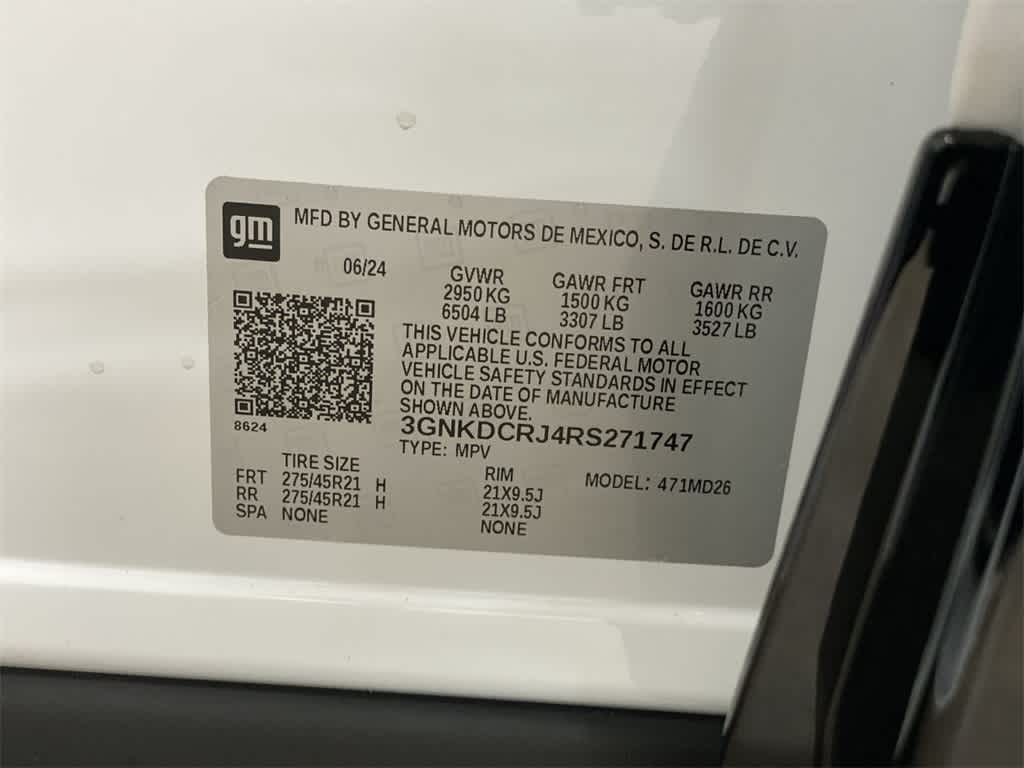 gm
MFD BY GENERAL MOTORS DE MEXICO, S. DE R.L. DE C.V.
06/24
GVWR GAWR FRT GAWR RR
2950 KG 1500 KG 1600 KG
6504 LB 3307 LB 3527 LB
THIS VEHICLE CONFORMS TO ALL
APPLICABLE U.S. FEDERAL MOTOR
VEHICLE SAFETY STANDARDS IN EFFECT
ON THE DATE OF MANUFACTURE
SHOWN ABOVE.
8624
3GNKDCRJ4RS271747
TYPE: MPV
TIRE SIZE RIM MODEL: 471MD26
FRT 275/45R21 H 21X9.5J
RR 275/45R21 H 21X9.5J
SPA NONE NONE